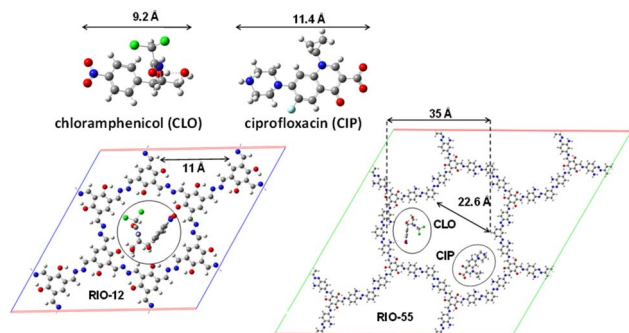 9.2 Å
11.4 Å
chloramphenicol (CLO)
ciprofloxacin (CIP)
35 Å
11 Å
22.6 Å
CLO
CIP
RIO-12
RIO-55